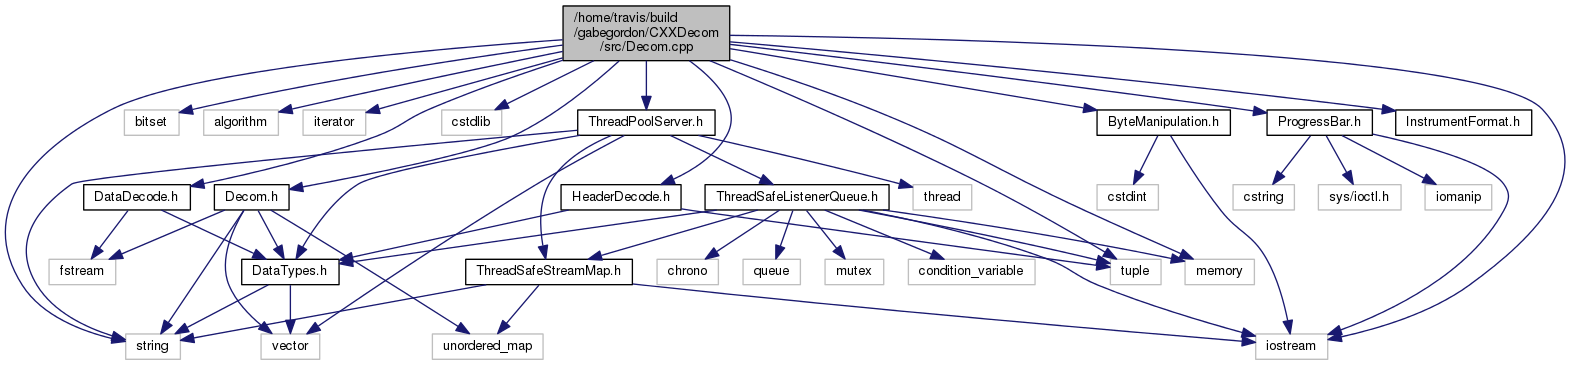 /home/travis/build
/gabegordon/CXXDecom
/src/Decom.cpp
bitset
algorithm
iterator
cstdlib
ThreadPoolServer.h
ByteManipulation.h
ProgressBar.h
InstrumentFormat.h
DataDecode.h
Decom.h
HeaderDecode.h
ThreadSafeListenerQueue.h
thread
cstdint
cstring
sys/ioctl.h
iomanip
fstream
DataTypes.h
ThreadSafeStreamMap.h
chrono
queue
mutex
condition_variable
tuple
memory
string
vector
unordered_map
iostream